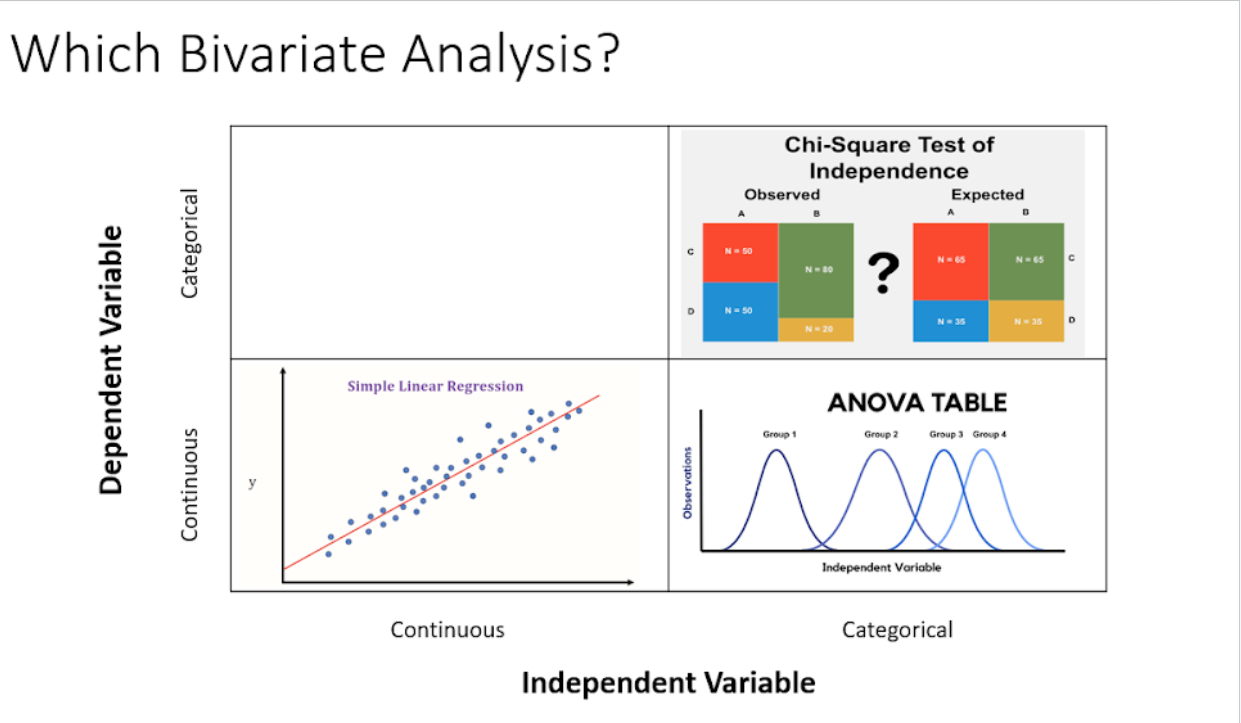 Which Bivariate Analysis?
Dependent Variable
Categorical
Continuous
Chi-Square Test of
Independence
Observed
Expected
A
B
A
B
C
D
N = 50
N = 80
N = 50
N = 20
?
N = 65
N = 65
N = 35
N = 35
C
D
Simple Linear Regression
y
ANOVA TABLE
Group 1
Group 2
Group 3
Group 4
Observations
Independent Variable
Continuous
Categorical
Independent Variable